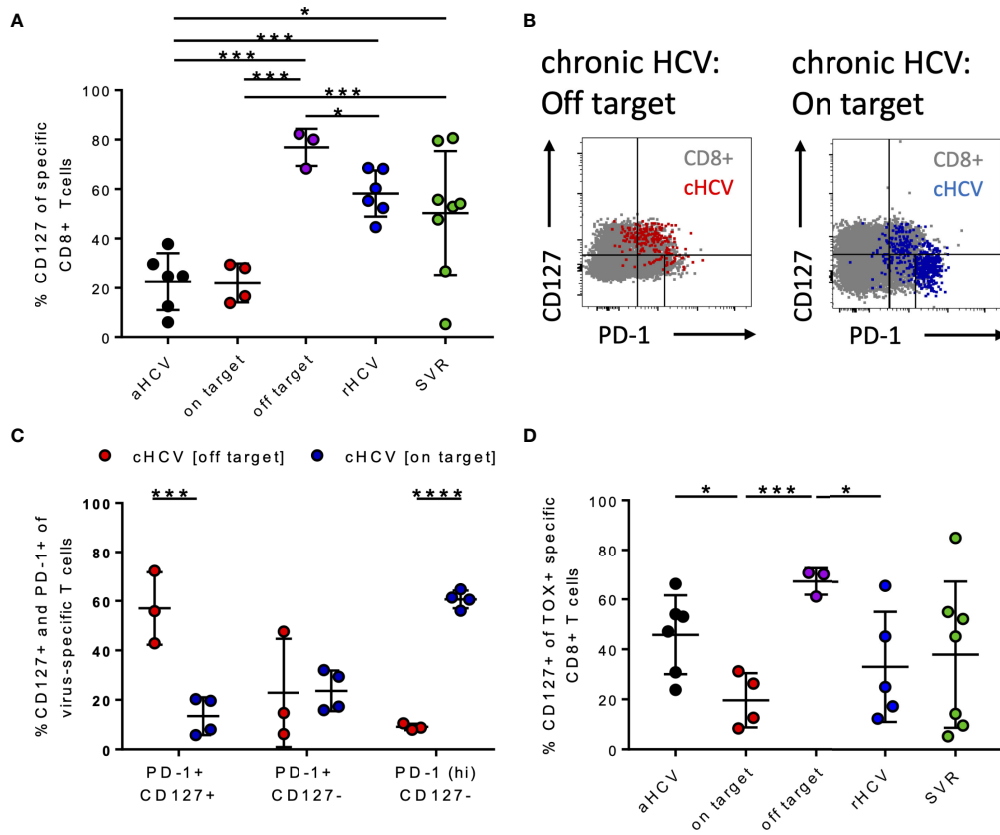 A
*
***
***
***
***
*
% CD127 of specific
CD8+ Tcells
100
80
60
40
20
0
aHCV
on target
off target
rHCV
SVR
B
chronic HCV:
Off target
chronic HCV:
On target
CD8+
cHCV
CD8+
cHCV
CD127
PD-1
CD127
PD-1
C
cHCV [off target]
cHCV [on target]
***
****
% CD127+ and PD-1+ of
virus-specific T cells
100
80
60
40
20
0
PD-1+
CD127+
PD-1+
CD127-
PD-1 (hi)
CD127-
D
*
***
*
% CD127+ of TOX+ specific
CD8+ T cells
100
80
60
40
20
0
aHCV
on target
off target
rHCV
SVR